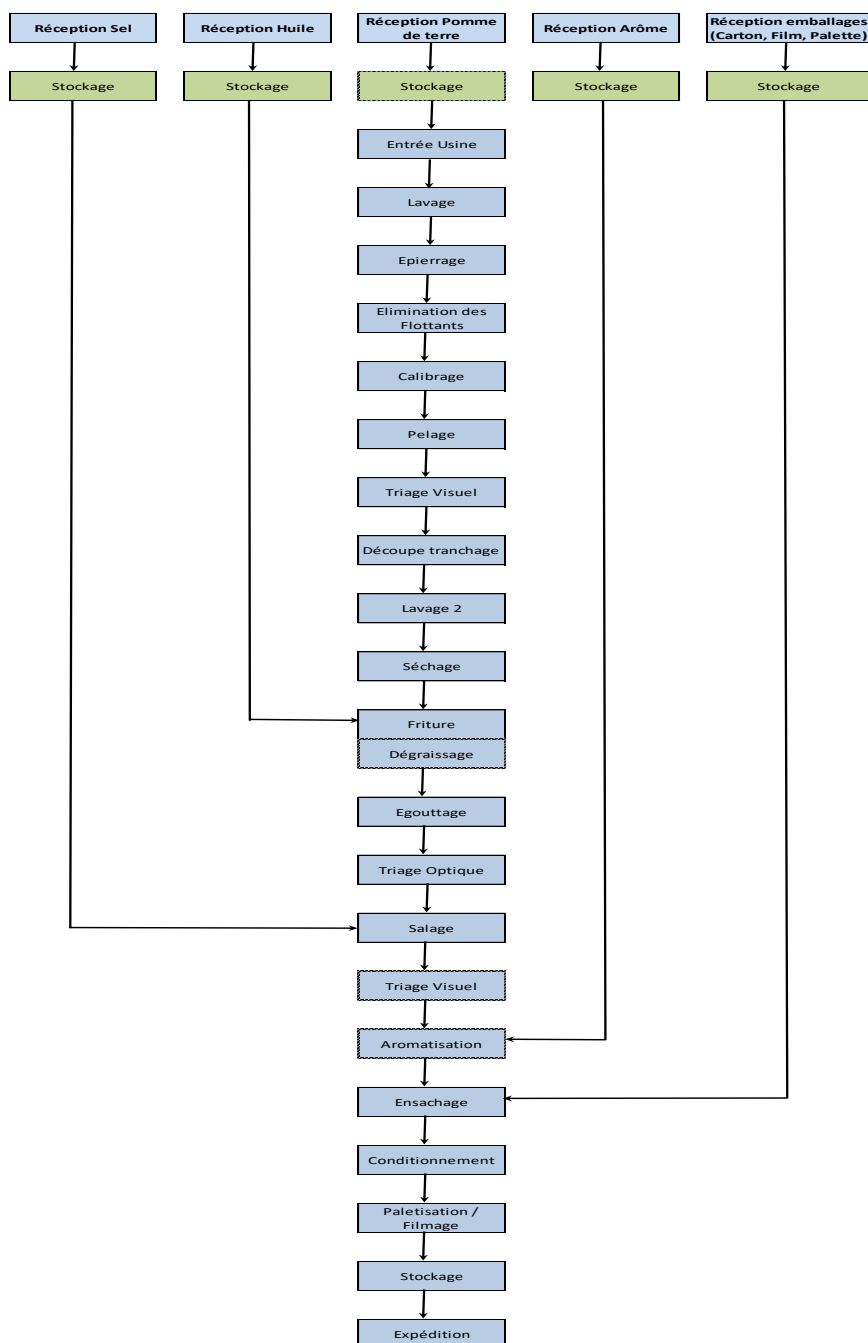 Réception Sel
Réception Huile
Réception Pomme
de terre
Réception Arôme
Réception emballages
(Carton, Film, Palette)
Stockage
Stockage
Stockage
Stockage
Stockage
Entrée Usine
Lavage
Epierrage
Elimination des
Flottants
Calibrage
Pelage
Triage Visuel
Découpe tranchage
Lavage 2
Séchage
Friture
Dégraissage
Egouttage
Triage Optique
Salage
Triage Visuel
Aromatisation
Ensachage
Conditionnement
Paletisation /
Filmage
Stockage
Expédition